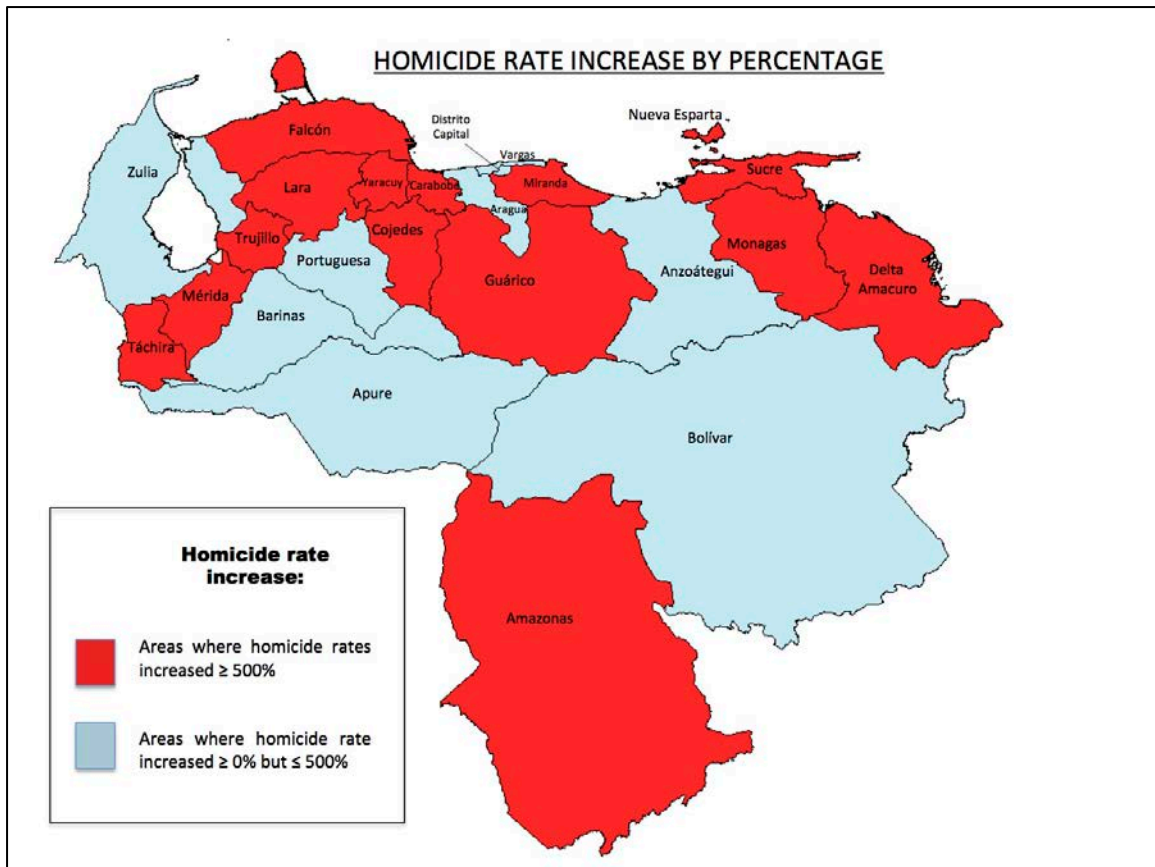 HOMICIDE RATE INCREASE BY PERCENTAGE
Nueva Esparta
Distrito
Capital
Falcón
Vargas
Zulia
Sucre
Lara
Yaracuy
Carabobo
Miranda
Aragua
Trujillo
Cojedes
Monagas
Portuguesa
Anzoátegui
Guárico
Delta
Amacuro
Mérida
Barinas
Táchira
Apure
Bolívar
Amazonas
Homicide rate
increase:
Areas where homicide rates
increased ≥ 500%
Areas where homicide rate
increased ≥ 0% but ≤ 500%